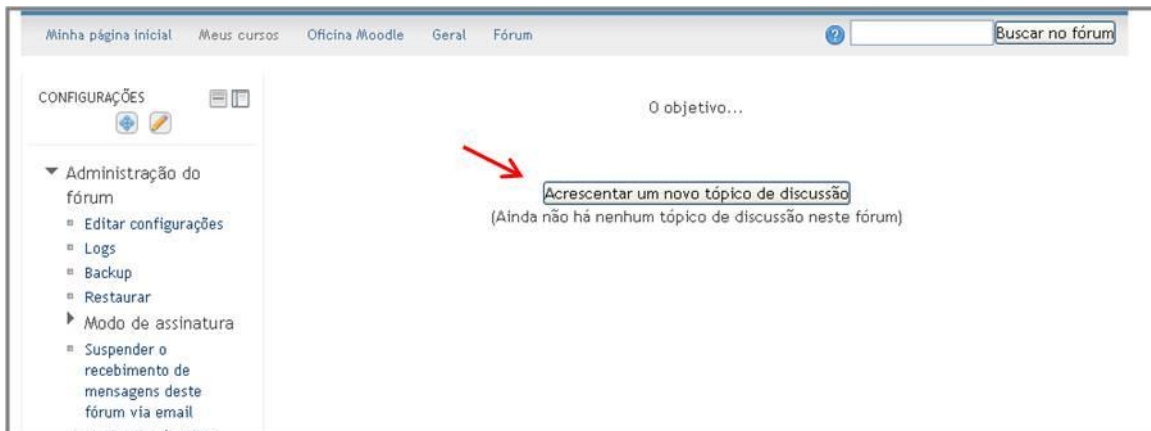 Minha página inicial Meus cursos Oficina Moodle Geral Fórum ? Buscar no fórum
CONFIGURAÇÕES
O objetivo...
Administração do
fórum
Editar configurações
Logs
Backup
Restaurar
Modo de assinatura
Suspender o
recebimento de
mensagens deste
fórum via email
Acrescentar um novo tópico de discussão
(Ainda não há nenhum tópico de discussão neste fórum)